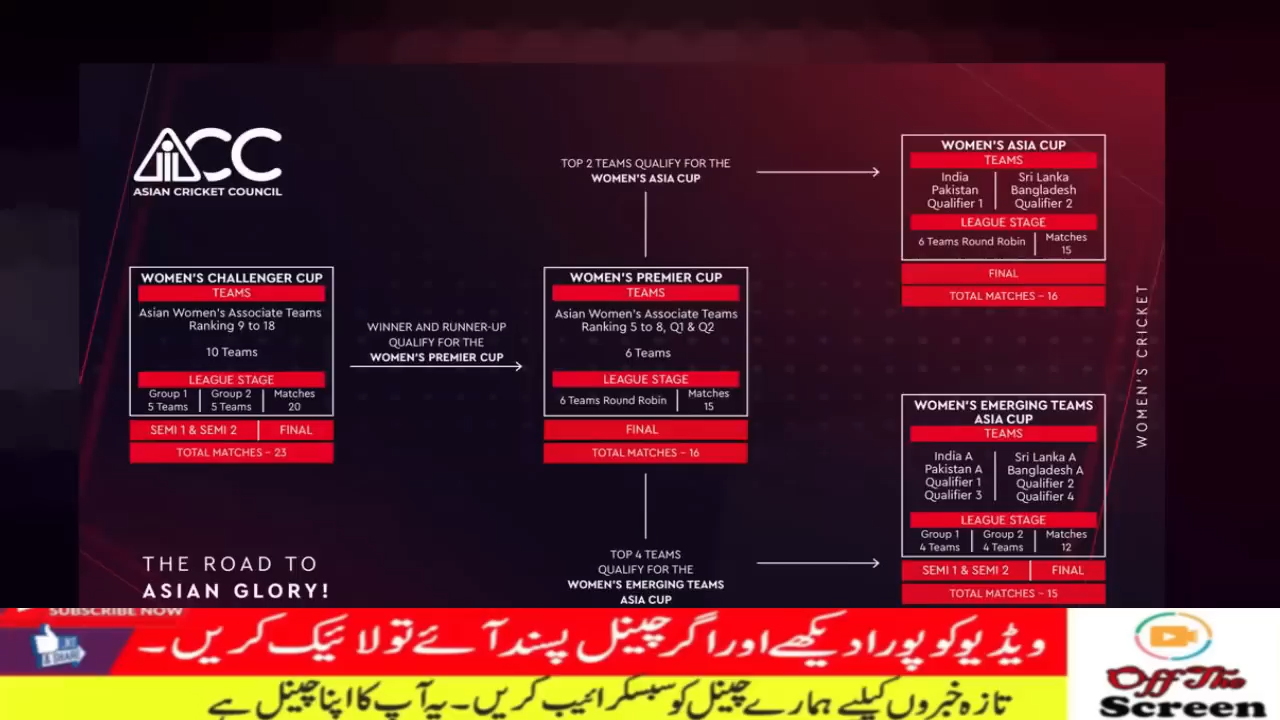 ACC
ASIAN CRICKET COUNCIL
TOP 2 TEAMS QUALIFY FOR THE
WOMEN'S ASIA CUP
WOMEN'S ASIA CUP
TEAMS
India
Pakistan
Qualifier 1
Sri Lanka
Bangladesh
Qualifier 2
LEAGUE STAGE
6 Teams Round Robin
Matches
15
FINAL
TOTAL MATCHES – 16
WOMEN'S CHALLENGER CUP
TEAMS
Asian Women's Associate Teams
Ranking 9 to 18
10 Teams
LEAGUE STAGE
Group 1
5 Teams
Group 2
5 Teams
Matches
20
SEMI 1 & SEMI 2
FINAL
TOTAL MATCHES – 23
WINNER AND RUNNER-UP
QUALIFY FOR THE
WOMEN'S PREMIER CUP
WOMEN'S PREMIER CUP
TEAMS
Asian Women's Associate Teams
Ranking 5 to 8, Q1 & Q2
6 Teams
LEAGUE STAGE
6 Teams Round Robin
Matches
15
FINAL
TOTAL MATCHES – 16
WOMEN'S EMERGING TEAMS
ASIA CUP
TEAMS
India A
Pakistan A
Qualifier 1
Qualifier 3
Sri Lanka A
Bangladesh A
Qualifier 2
Qualifier 4
LEAGUE STAGE
Group 1
4 Teams
Group 2
4 Teams
Matches
12
SEMI 1 & SEMI 2
FINAL
TOTAL MATCHES – 15
WOMEN'S CRICKET
TOP 4 TEAMS
QUALIFY FOR THE
WOMEN'S EMERGING TEAMS
ASIA CUP
THE ROAD TO
ASIAN GLORY!
SUBSCRIBE NOW
LIKE
& SHARE
ویڈیو کو پورا دیکھے اور اگر چینل پسند آئے تو لائیک کریں۔
تازہ خبروں کیلیے ہمارے چینل کو سبسکرائیب کریں۔ یہ آپ کا اپنا چینل ہے
Off The
Screen